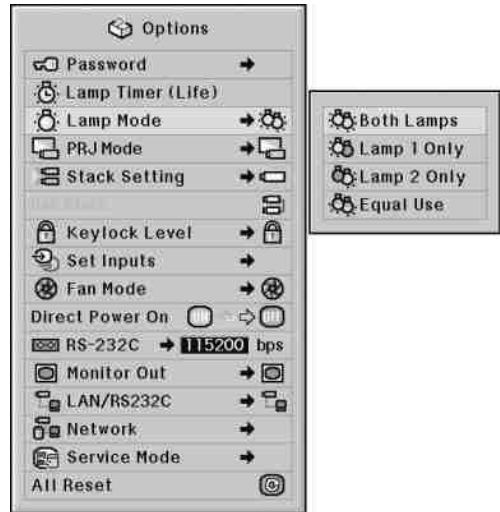 Options
Password
Lamp Timer (Life)
Lamp Mode
PRJ Mode
Stack Setting
Keylock Level
Set Inputs
Fan Mode
Direct Power On
RS-232C 115200 bps
Monitor Out
LAN/RS232C
Network
Service Mode
All Reset
Both Lamps
Lamp 1 Only
Lamp 2 Only
Equal Use